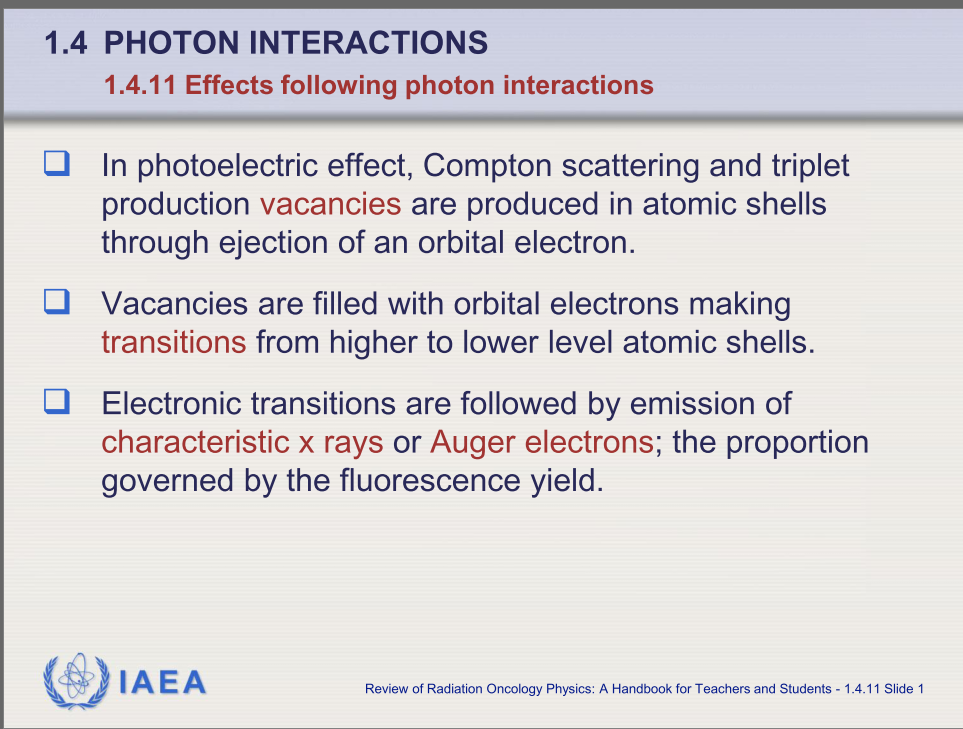 1.4 PHOTON INTERACTIONS
1.4.11 Effects following photon interactions
In photoelectric effect, Compton scattering and triplet
production vacancies are produced in atomic shells
through ejection of an orbital electron.
Vacancies are filled with orbital electrons making
transitions from higher to lower level atomic shells.
Electronic transitions are followed by emission of
characteristic x rays or Auger electrons; the proportion
governed by the fluorescence yield.
IAEA
Review of Radiation Oncology Physics: A Handbook for Teachers and Students - 1.4.11 Slide 1